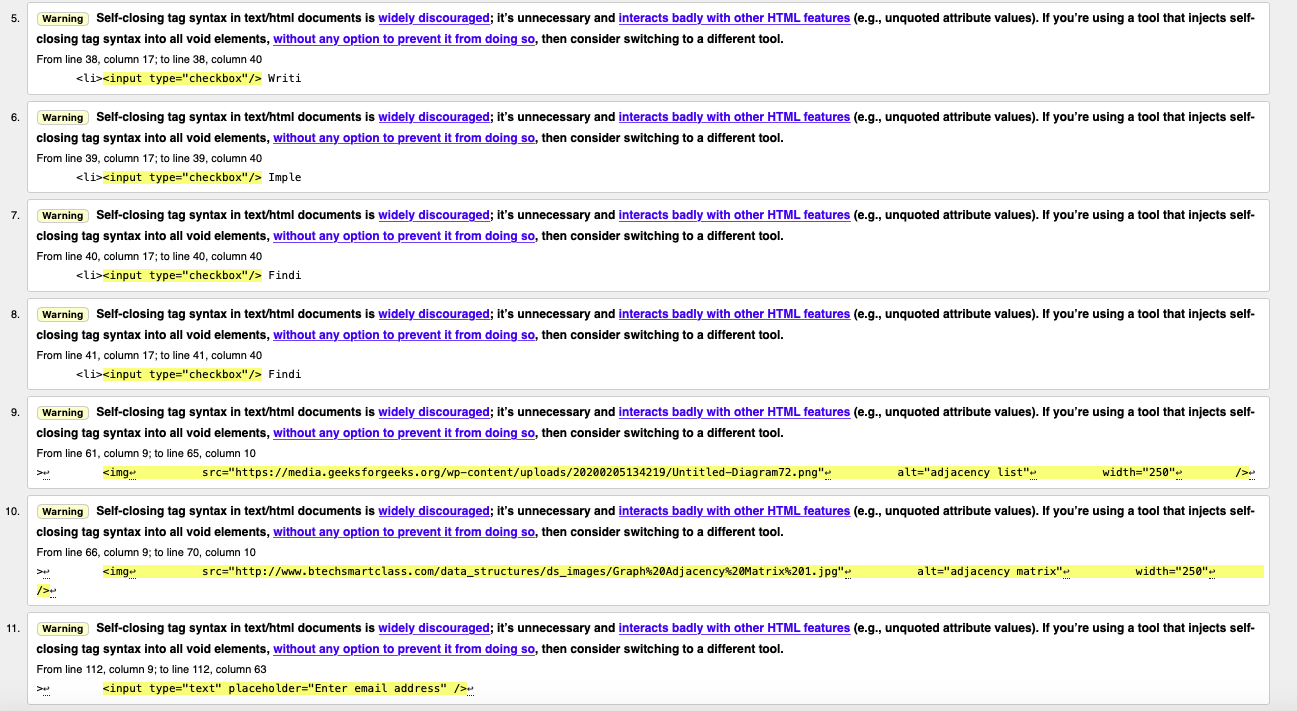 5. Warning Self-closing tag syntax in text/html documents is widely discouraged; it’s unnecessary and interacts badly with other HTML features (e.g., unquoted attribute values). If you’re using a tool that injects self-
closing tag syntax into all void elements, without any option to prevent it from doing so, then consider switching to a different tool.
From line 38, column 17; to line 38, column 40
<li><input type="checkbox"/> Writi
6. Warning Self-closing tag syntax in text/html documents is widely discouraged; it’s unnecessary and interacts badly with other HTML features (e.g., unquoted attribute values). If you’re using a tool that injects self-
closing tag syntax into all void elements, without any option to prevent it from doing so, then consider switching to a different tool.
From line 39, column 17; to line 39, column 40
<li><input type="checkbox"/> Imple
7. Warning Self-closing tag syntax in text/html documents is widely discouraged; it’s unnecessary and interacts badly with other HTML features (e.g., unquoted attribute values). If you’re using a tool that injects self-
closing tag syntax into all void elements, without any option to prevent it from doing so, then consider switching to a different tool.
From line 40, column 17; to line 40, column 40
<li><input type="checkbox"/> Findi
8. Warning Self-closing tag syntax in text/html documents is widely discouraged; it’s unnecessary and interacts badly with other HTML features (e.g., unquoted attribute values). If you’re using a tool that injects self-
closing tag syntax into all void elements, without any option to prevent it from doing so, then consider switching to a different tool.
From line 41, column 17; to line 41, column 40
<li><input type="checkbox"/> Findi
9. Warning Self-closing tag syntax in text/html documents is widely discouraged; it’s unnecessary and interacts badly with other HTML features (e.g., unquoted attribute values). If you’re using a tool that injects self-
closing tag syntax into all void elements, without any option to prevent it from doing so, then consider switching to a different tool.
From line 61, column 9; to line 65, column 10
>↩ <img↩ src="https://media.geeksforgeeks.org/wp-content/uploads/20200205134219/Untitled-Diagram72.png"↩ alt="adjacency list"↩ width="250"↩ />↩
10. Warning Self-closing tag syntax in text/html documents is widely discouraged; it’s unnecessary and interacts badly with other HTML features (e.g., unquoted attribute values). If you’re using a tool that injects self-
closing tag syntax into all void elements, without any option to prevent it from doing so, then consider switching to a different tool.
From line 66, column 9; to line 70, column 10
>↩ <img↩ src="http://www.btechsmartclass.com/data_structures/ds_images/Graph%20Adjacency%20Matrix%201.jpg"↩ alt="adjacency matrix"↩ width="250"↩
/>↩
11. Warning Self-closing tag syntax in text/html documents is widely discouraged; it’s unnecessary and interacts badly with other HTML features (e.g., unquoted attribute values). If you’re using a tool that injects self-
closing tag syntax into all void elements, without any option to prevent it from doing so, then consider switching to a different tool.
From line 112, column 9; to line 112, column 63
>↩ <input type="text" placeholder="Enter email address" />↩